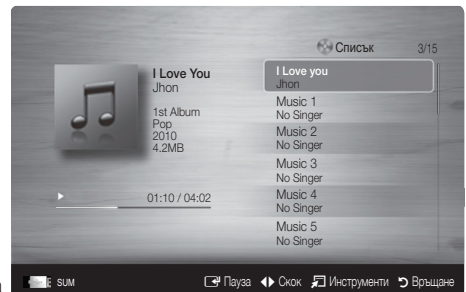 Списък 3/15
I Love You
Jhon
1st Album
Pop
2010
4.2MB
01:10 / 04:02
I Love you
Jhon
Music 1
No Singer
Music 2
No Singer
Music 3
No Singer
Music 4
No Singer
Music 5
No Singer
E SUM Пауза Скок Инструменти Връщане